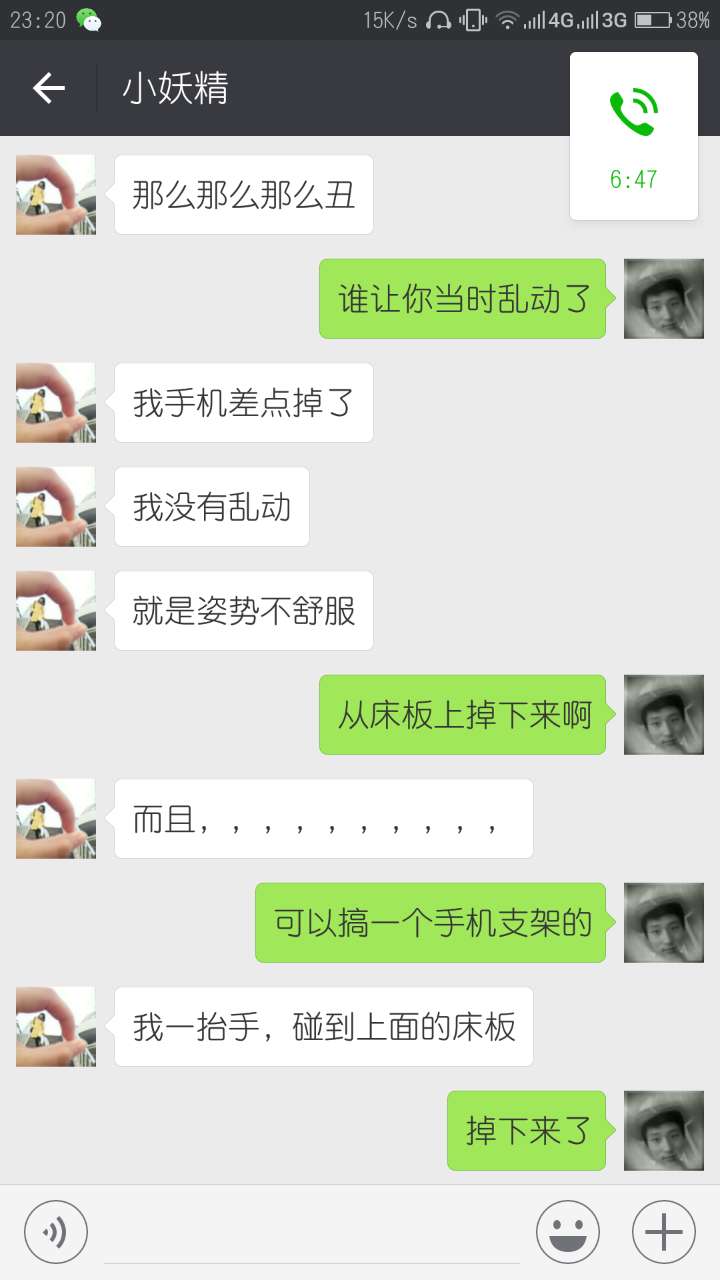 23:20 15K/s 4G 3G 38%
小妖精
6:47
那么那么那么丑
谁让你当时乱动了
我手机差点掉了
我没有乱动
就是姿势不舒服
从床板上掉下来啊
而且，，，，，，，，，，
可以搞一个手机支架的
我一抬手，碰到上面的床板
掉下来了